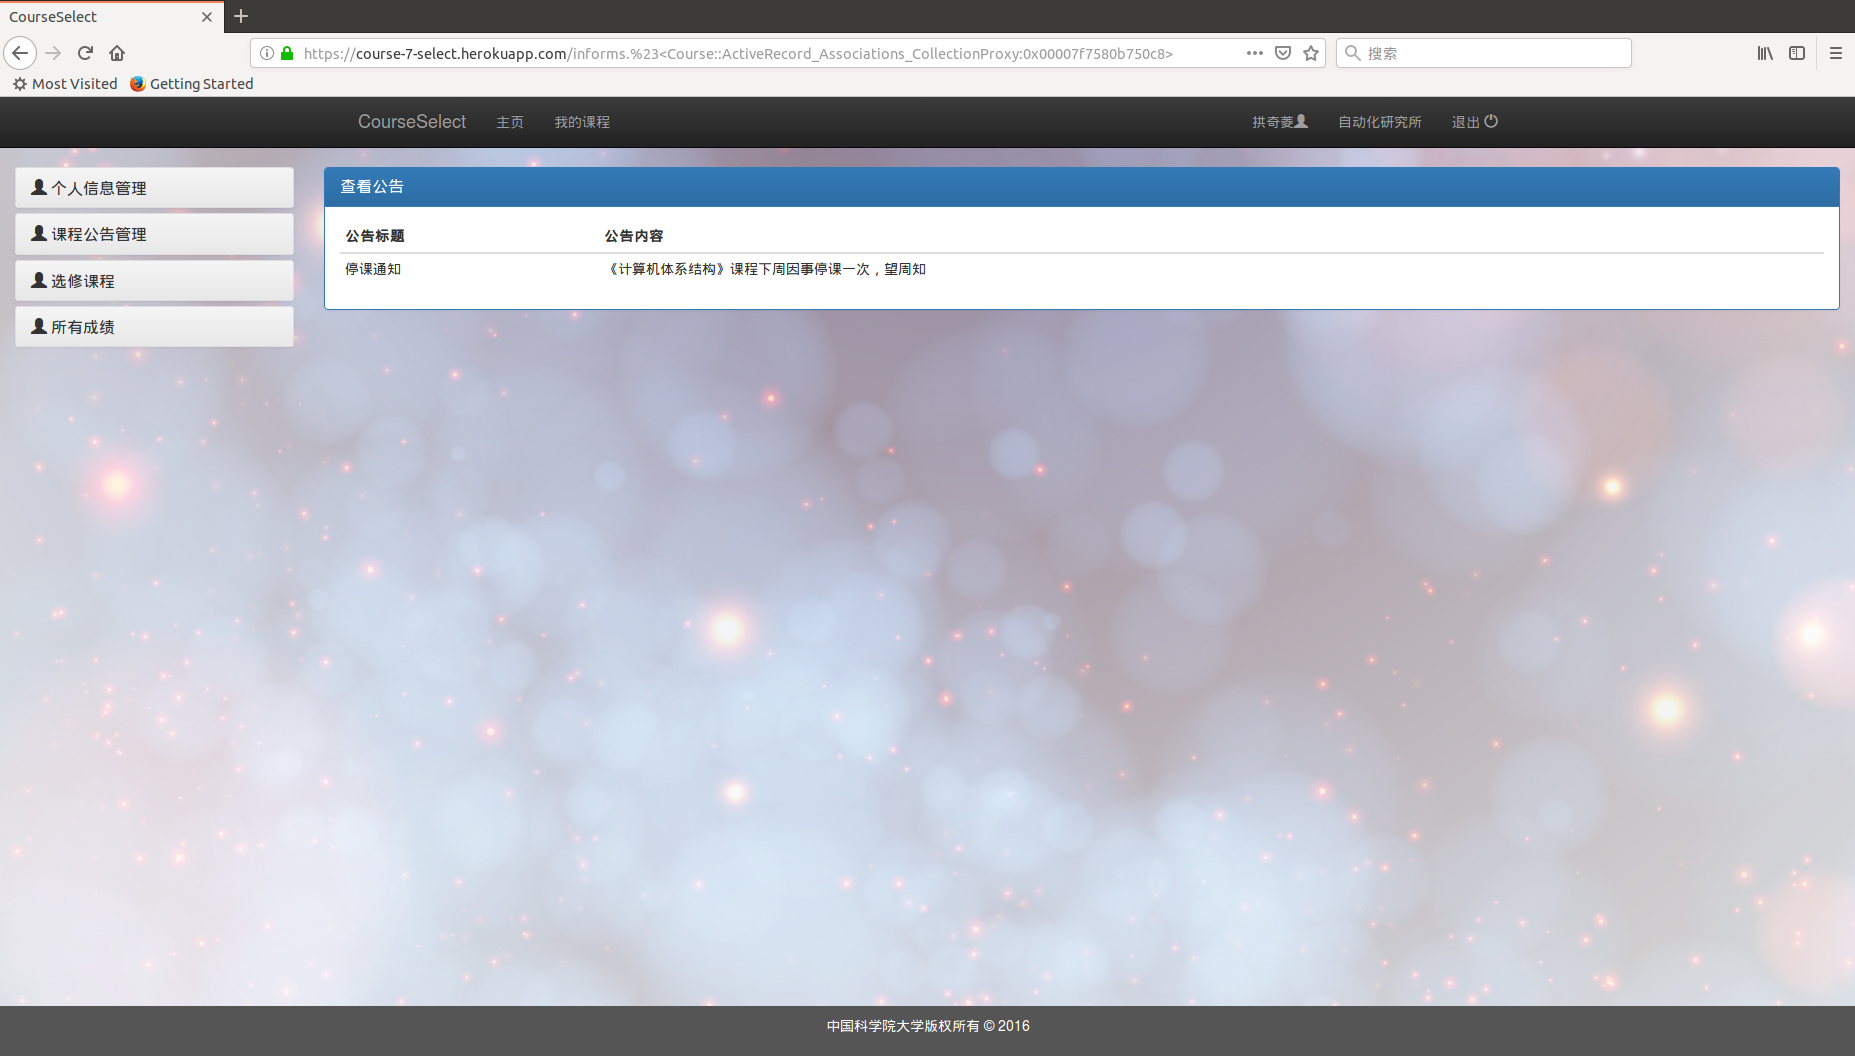 CourseSelect
https://course-7-select.herokuapp.com/informs.%23<Course::ActiveRecord_Associations_CollectionProxy:0x00007f7580b750c8>
搜索
Most Visited Getting Started
CourseSelect 主页 我的课程 拱奇菱 自动化研究所 退出
个人信息管理
课程公告管理
选修课程
所有成绩
查看公告
公告标题 公告内容
停课通知 《计算机体系结构》课程下周因事停课一次，望周知
中国科学院大学版权所有 © 2016